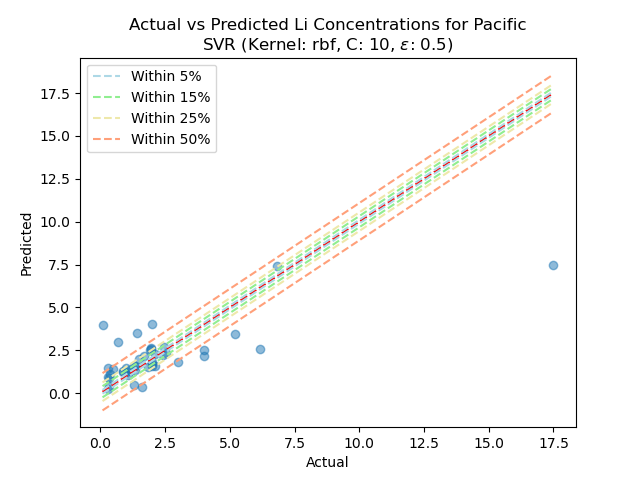 Actual vs Predicted Li Concentrations for Pacific
SVR (Kernel: rbf, C: 10, ε: 0.5)
Within 5%
Within 15%
Within 25%
Within 50%
17.5
15.0
12.5
10.0
7.5
5.0
2.5
0.0
Predicted
0.0 2.5 5.0 7.5 10.0 12.5 15.0 17.5
Actual